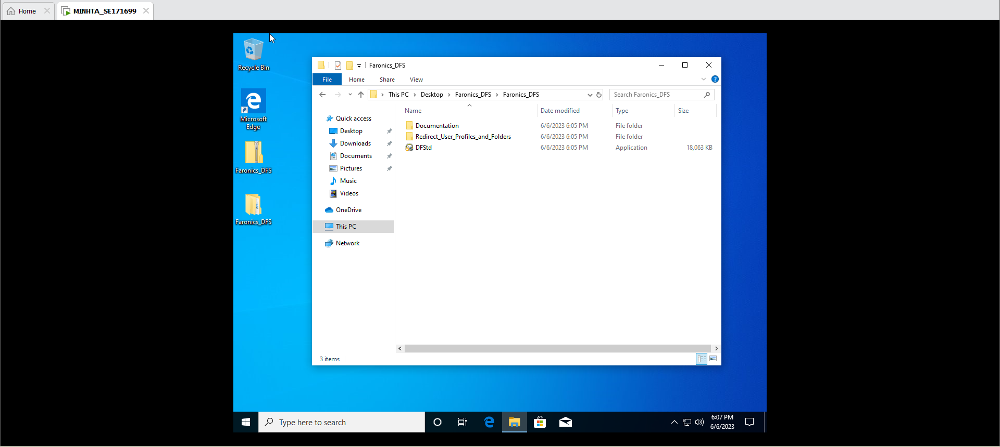 Home
MINHTA_SE171699
Recycle Bin
Microsoft
Edge
Faronics_DFS
Faronics_DFS
Faronics_DFS
File Home Share View
This PC Desktop Faronics_DFS Faronics_DFS
Search Faronics_DFS
Name Date modified Type Size
Quick access
Desktop
Downloads
Documents
Pictures
Music
Videos
OneDrive
This PC
Network
Documentation 6/6/2023 6:05 PM File folder
Redirect_User_Profiles_and_Folders 6/6/2023 6:05 PM File folder
DFStd 6/6/2023 6:05 PM Application 18,063 KB
3 items
Type here to search
6:07 PM
6/6/2023